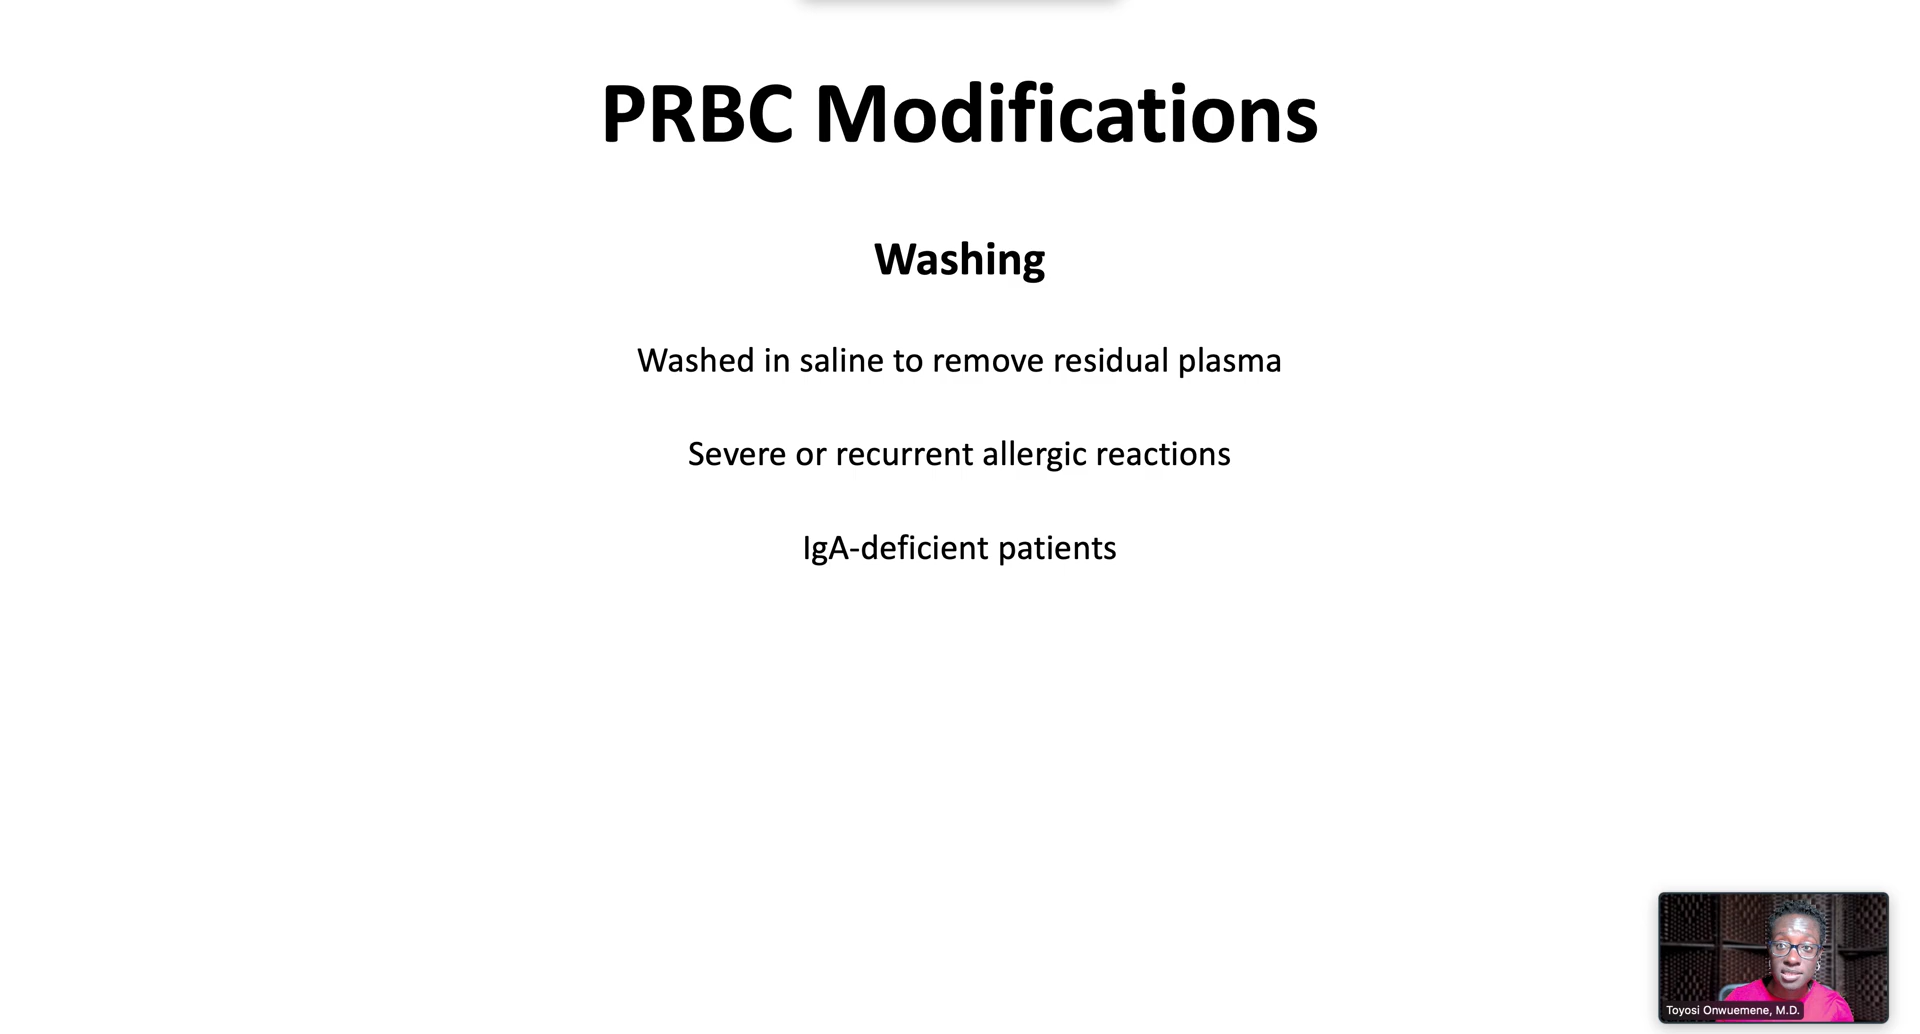 PRBC Modifications
Washing
Washed in saline to remove residual plasma
Severe or recurrent allergic reactions
IgA-deficient patients
Toyosi Onwuemene, M.D.